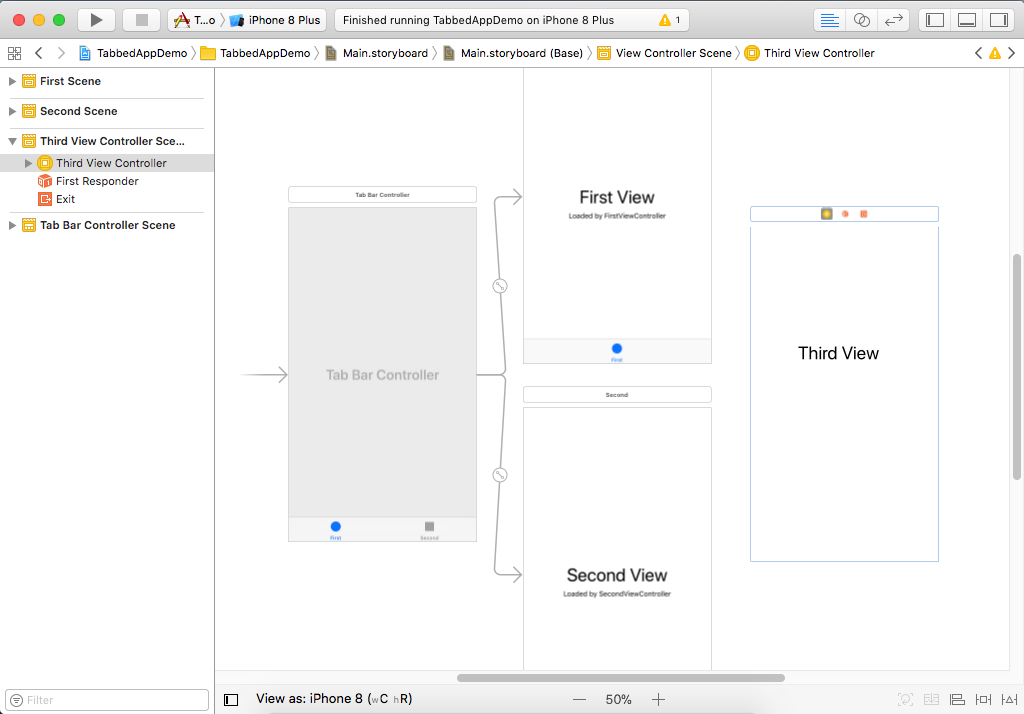 T...o
iPhone 8 Plus
Finished running TabbedAppDemo on iPhone 8 Plus
1
TabbedAppDemo
TabbedAppDemo
Main.storyboard
Main.storyboard (Base)
View Controller Scene
Third View Controller
First Scene
Second Scene
Third View Controller Sce...
Third View Controller
First Responder
Exit
Tab Bar Controller Scene
Tab Bar Controller
Tab Bar Controller
First
Second
First View
Loaded by FirstViewController
First
Second
Second View
Loaded by SecondViewController
Third View
Filter
View as: iPhone 8 (wC hR)
50%